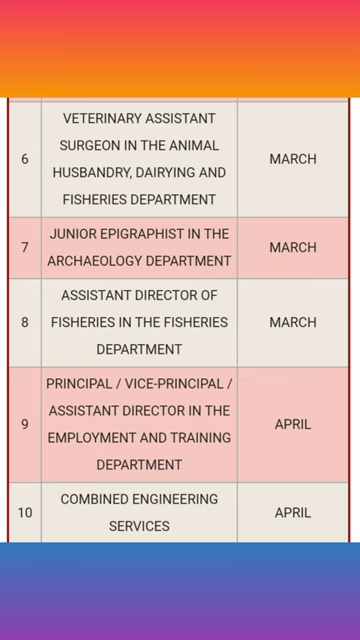 6
VETERINARY ASSISTANT
SURGEON IN THE ANIMAL
HUSBANDRY, DAIRYING AND
FISHERIES DEPARTMENT
MARCH
7
JUNIOR EPIGRAPHIST IN THE
ARCHAEOLOGY DEPARTMENT
MARCH
8
ASSISTANT DIRECTOR OF
FISHERIES IN THE FISHERIES
DEPARTMENT
MARCH
9
PRINCIPAL / VICE-PRINCIPAL /
ASSISTANT DIRECTOR IN THE
EMPLOYMENT AND TRAINING
DEPARTMENT
APRIL
10
COMBINED ENGINEERING
SERVICES
APRIL